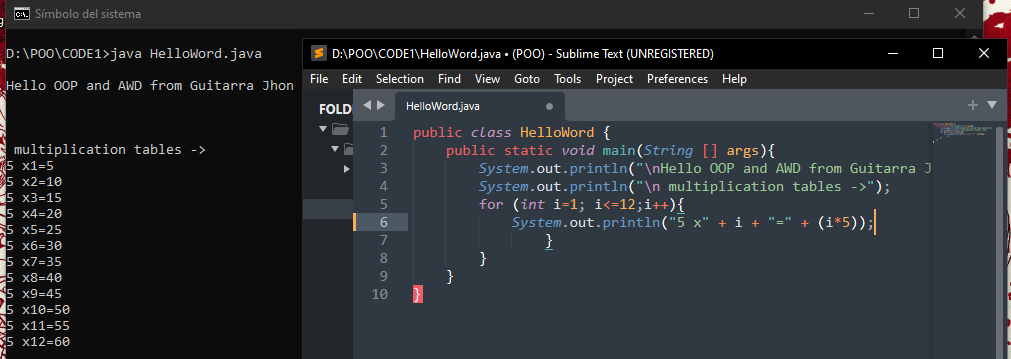 Símbolo del sistema
D:\POO\CODE1>java HelloWord.java
Hello OOP and AWD from Guitarra Jhon
multiplication tables ->
5 x1=5
5 x2=10
5 x3=15
5 x4=20
5 x5=25
5 x6=30
5 x7=35
5 x8=40
5 x9=45
5 x10=50
5 x11=55
5 x12=60
D:\POO\CODE1\HelloWord.java • (POO) - Sublime Text (UNREGISTERED)
File Edit Selection Find View Goto Tools Project Preferences Help
FOLD
HelloWord.java
1 public class HelloWord {
2 public static void main(String [] args){
3 System.out.println("\nHello OOP and AWD from Guitarra J
4 System.out.println("\n multiplication tables ->");
5 for (int i=1; i<=12;i++){
6 System.out.println("5 x" + i + "=" + (i*5));
7 }
8 }
9 }
10 }